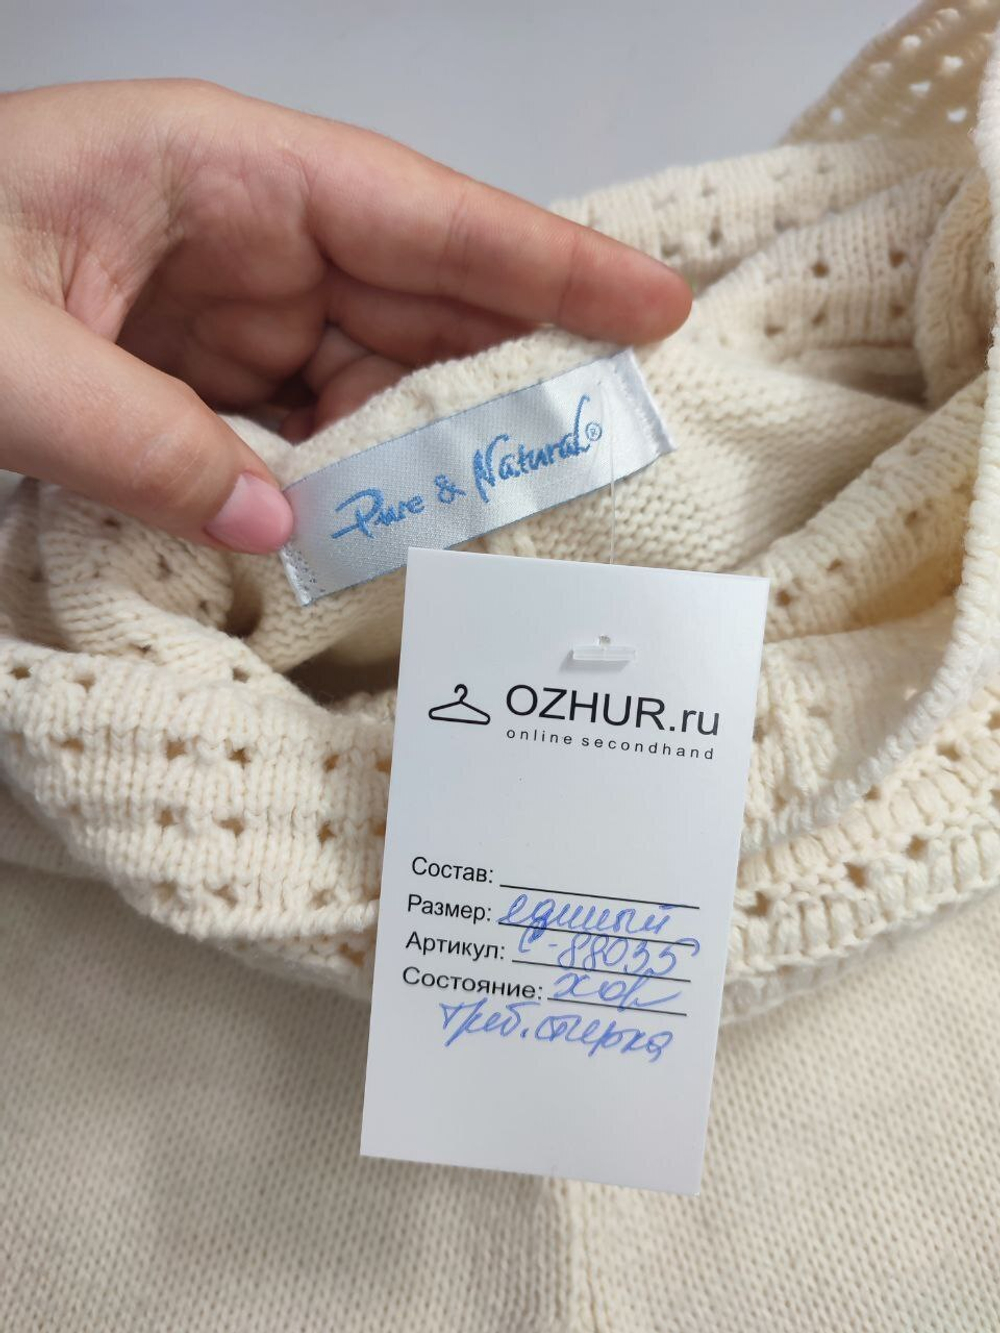 Pure & Natural®
OZHUR.ru
online secondhand
Состав:
Размер: единый
Артикул: С-88035
Состояние: хор
треб. стирка